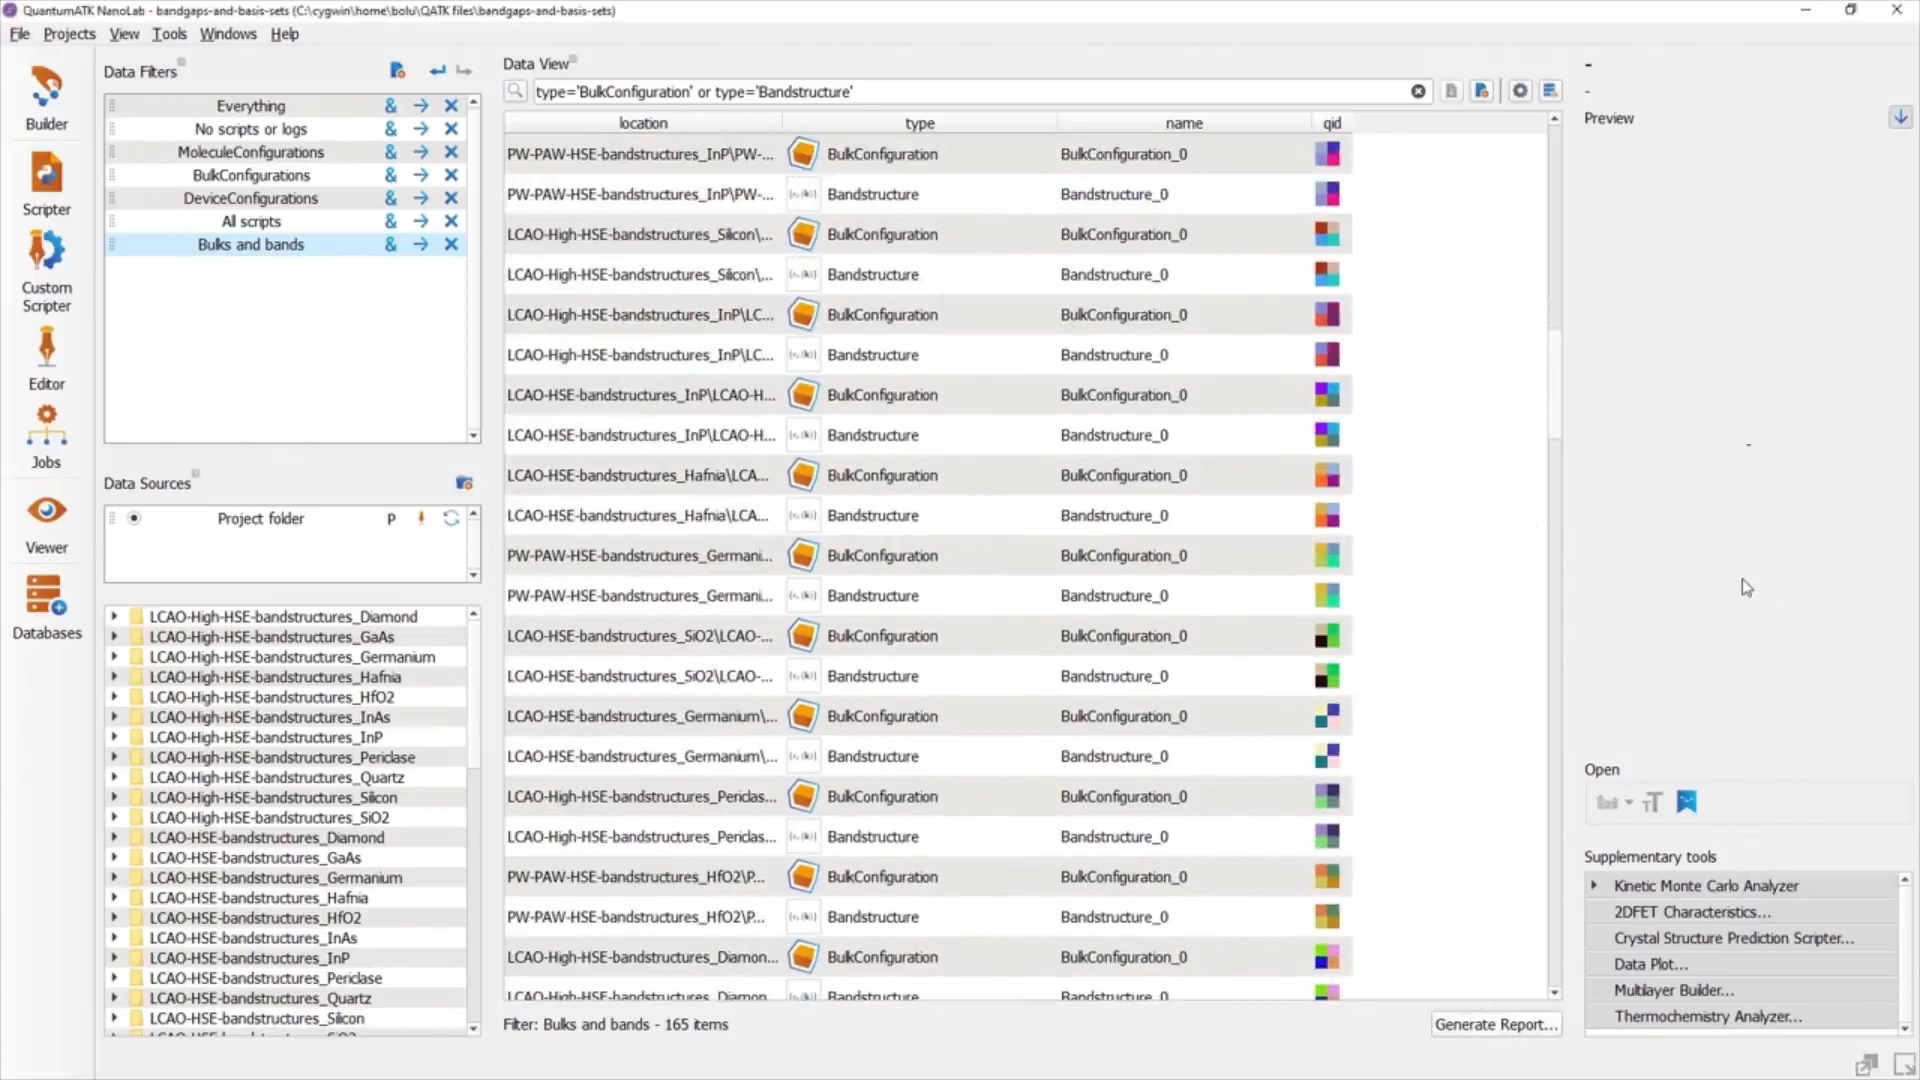 QuantumATK NanoLab - bandgaps-and-basis-sets (C:\cygwin\home\bolu\QATK files\bandgaps-and-basis-sets)
File Projects View Tools Windows Help
Builder
Scripter
Custom
Scripter
Editor
Jobs
Viewer
Databases
Data Filters
Everything & 
No scripts or logs &
MoleculeConfigurations &
BulkConfigurations &
DeviceConfigurations &
All scripts &
Bulks and bands &
Data Sources
Project folder P
LCAO-High-HSE-bandstructures_Diamond
LCAO-High-HSE-bandstructures_GaAs
LCAO-High-HSE-bandstructures_Germanium
LCAO-High-HSE-bandstructures_Hafnia
LCAO-High-HSE-bandstructures_HfO2
LCAO-High-HSE-bandstructures_InAs
LCAO-High-HSE-bandstructures_InP
LCAO-High-HSE-bandstructures_Periclase
LCAO-High-HSE-bandstructures_Quartz
LCAO-High-HSE-bandstructures_Silicon
LCAO-High-HSE-bandstructures_SiO2
LCAO-HSE-bandstructures_Diamond
LCAO-HSE-bandstructures_GaAs
LCAO-HSE-bandstructures_Germanium
LCAO-HSE-bandstructures_Hafnia
LCAO-HSE-bandstructures_HfO2
LCAO-HSE-bandstructures_InAs
LCAO-HSE-bandstructures_InP
LCAO-HSE-bandstructures_Periclase
LCAO-HSE-bandstructures_Quartz
LCAO-HSE-bandstructures_Silicon
Data View
type='BulkConfiguration' or type='Bandstructure'
location type name qid
PW-PAW-HSE-bandstructures_InP\PW-... BulkConfiguration BulkConfiguration_0
PW-PAW-HSE-bandstructures_InP\PW-... Bandstructure Bandstructure_0
LCAO-High-HSE-bandstructures_Silicon\... BulkConfiguration BulkConfiguration_0
LCAO-High-HSE-bandstructures_Silicon\... Bandstructure Bandstructure_0
LCAO-High-HSE-bandstructures_InP\LC... BulkConfiguration BulkConfiguration_0
LCAO-High-HSE-bandstructures_InP\LC... Bandstructure Bandstructure_0
LCAO-HSE-bandstructures_InP\LCAO-H... BulkConfiguration BulkConfiguration_0
LCAO-HSE-bandstructures_InP\LCAO-H... Bandstructure Bandstructure_0
LCAO-HSE-bandstructures_Hafnia\LCA... BulkConfiguration BulkConfiguration_0
LCAO-HSE-bandstructures_Hafnia\LCA... Bandstructure Bandstructure_0
PW-PAW-HSE-bandstructures_Germani... BulkConfiguration BulkConfiguration_0
PW-PAW-HSE-bandstructures_Germani... Bandstructure Bandstructure_0
LCAO-HSE-bandstructures_SiO2\LCAO-... BulkConfiguration BulkConfiguration_0
LCAO-HSE-bandstructures_SiO2\LCAO-... Bandstructure Bandstructure_0
LCAO-HSE-bandstructures_Germanium\... BulkConfiguration BulkConfiguration_0
LCAO-HSE-bandstructures_Germanium\... Bandstructure Bandstructure_0
LCAO-High-HSE-bandstructures_Periclas... BulkConfiguration BulkConfiguration_0
LCAO-High-HSE-bandstructures_Periclas... Bandstructure Bandstructure_0
PW-PAW-HSE-bandstructures_HfO2\P... BulkConfiguration BulkConfiguration_0
PW-PAW-HSE-bandstructures_HfO2\P... Bandstructure Bandstructure_0
LCAO-HSE-bandstructures_Diamon... BulkConfiguration BulkConfiguration_0
LCAO-HSE-bandstructures_Diamon... Bandstructure Bandstructure_0
Filter: Bulks and bands - 165 items
Generate Report...
-
-
Preview
-
Open
Supplementary tools
Kinetic Monte Carlo Analyzer
2DFET Characteristics...
Crystal Structure Prediction Scripter...
Data Plot...
Multilayer Builder...
Thermochemistry Analyzer...